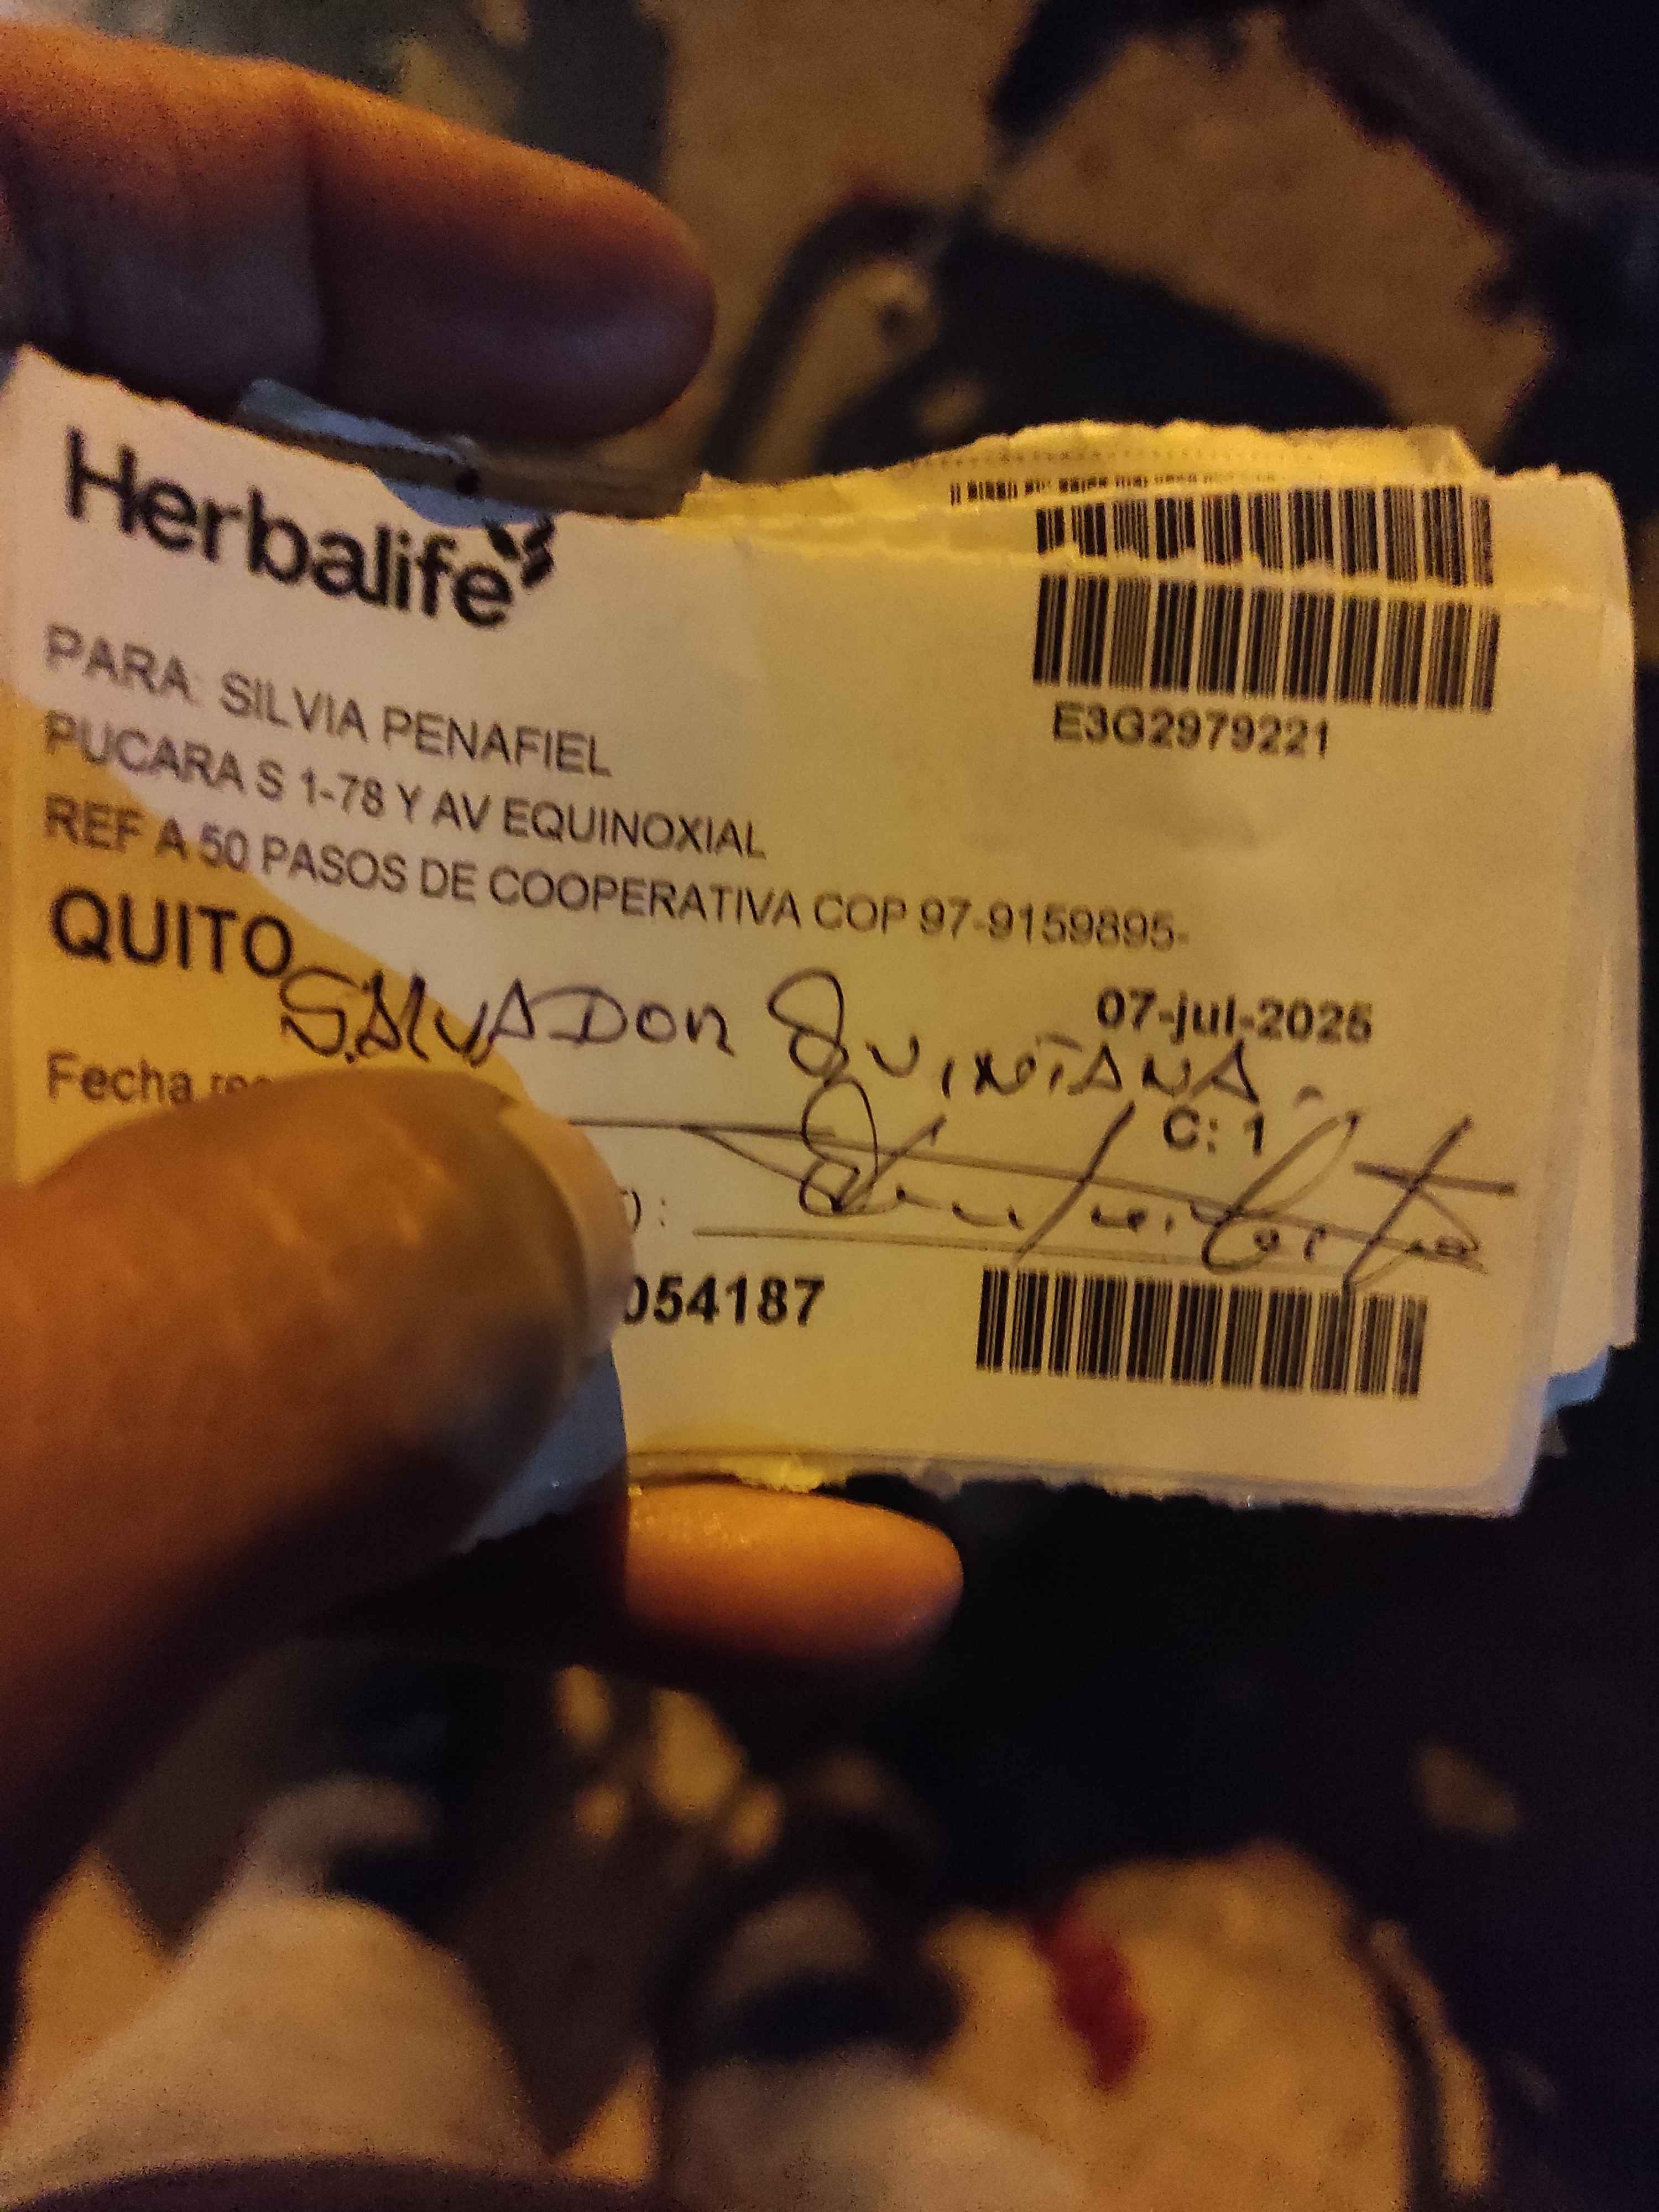 Herbalife
E3G2979221
PARA: SILVIA PENAFIEL
PUCARA S 1-78 Y AV EQUINOXIAL
REF A 50 PASOS DE COOPERATIVA COP 97-9159895-
QUITO
07-jul-2025
SALVADOR QUINTANA.
Fecha
C: 1
054187